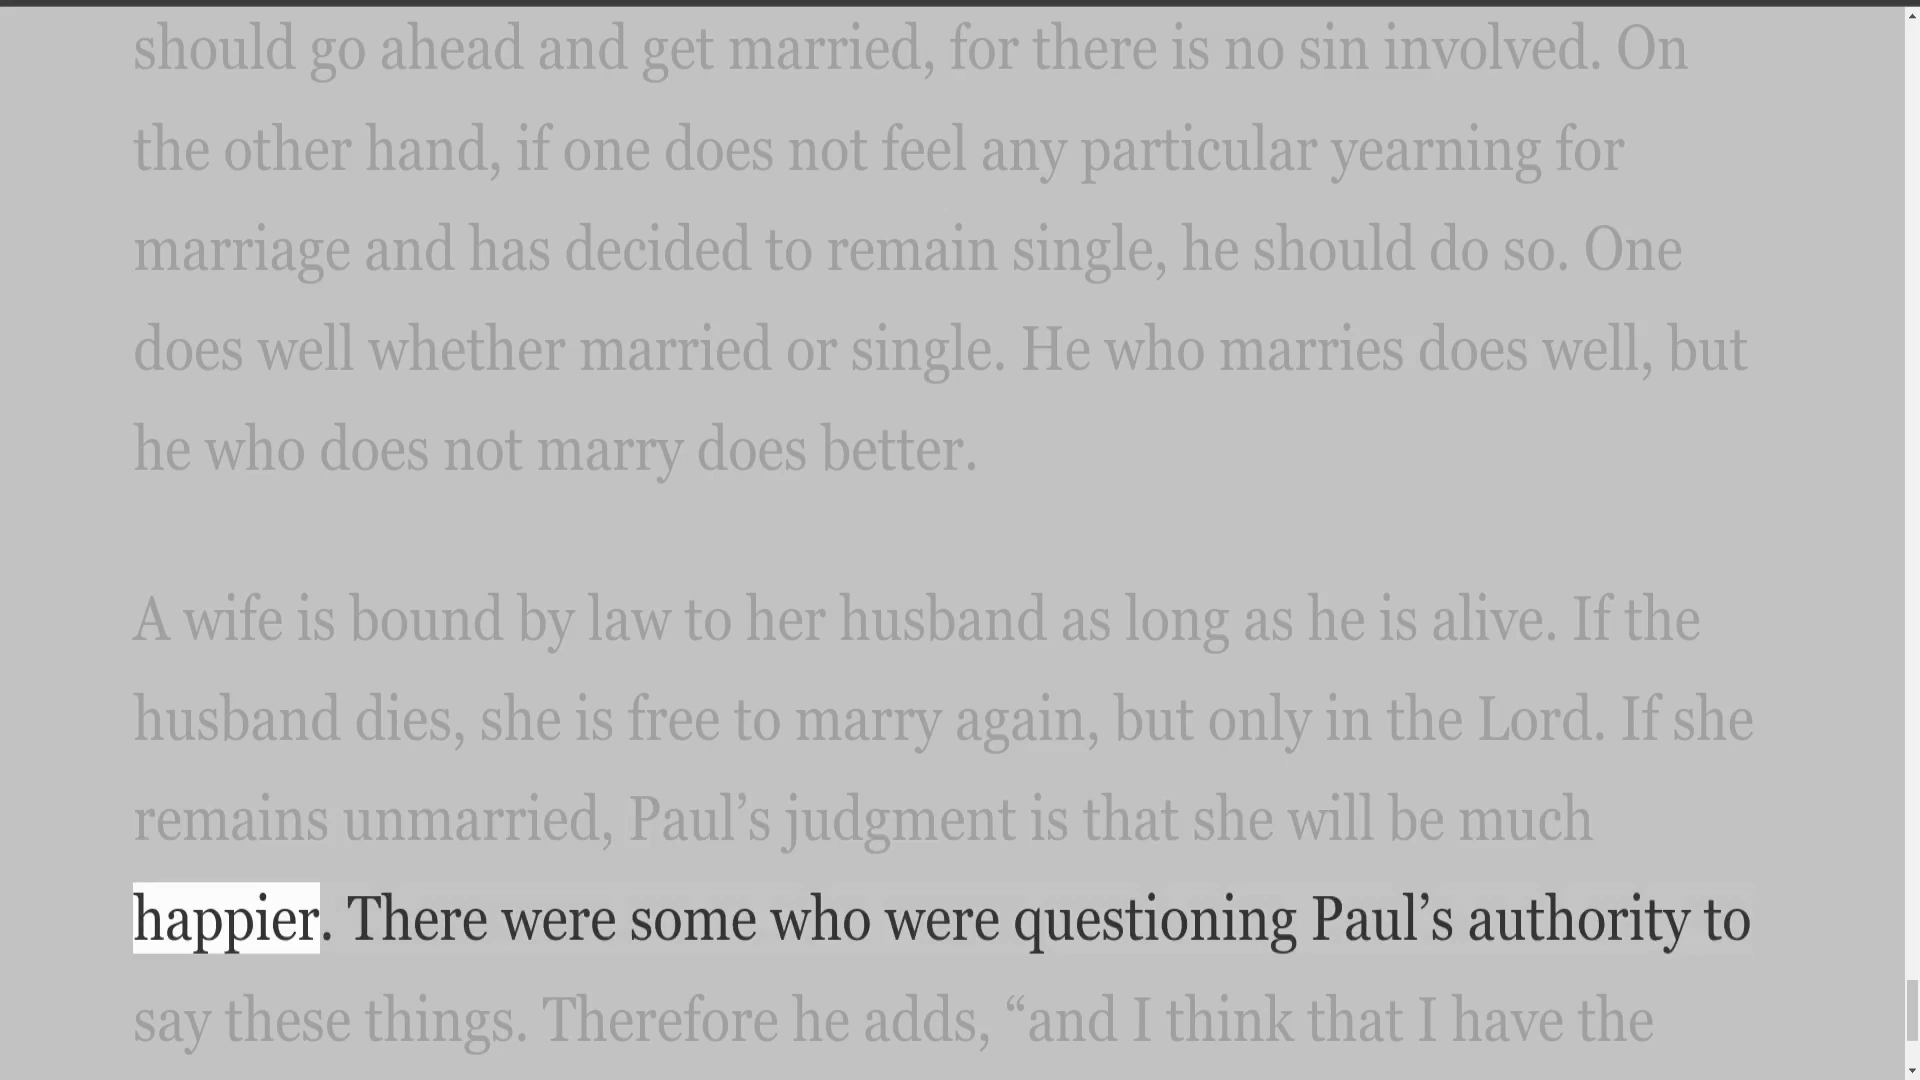 should go ahead and get married, for there is no sin involved. On
the other hand, if one does not feel any particular yearning for
marriage and has decided to remain single, he should do so. One
does well whether married or single. He who marries does well, but
he who does not marry does better.
A wife is bound by law to her husband as long as he is alive. If the
husband dies, she is free to marry again, but only in the Lord. If she
remains unmarried, Paul’s judgment is that she will be much
happier. There were some who were questioning Paul’s authority to
say these things. Therefore he adds, “and I think that I have the